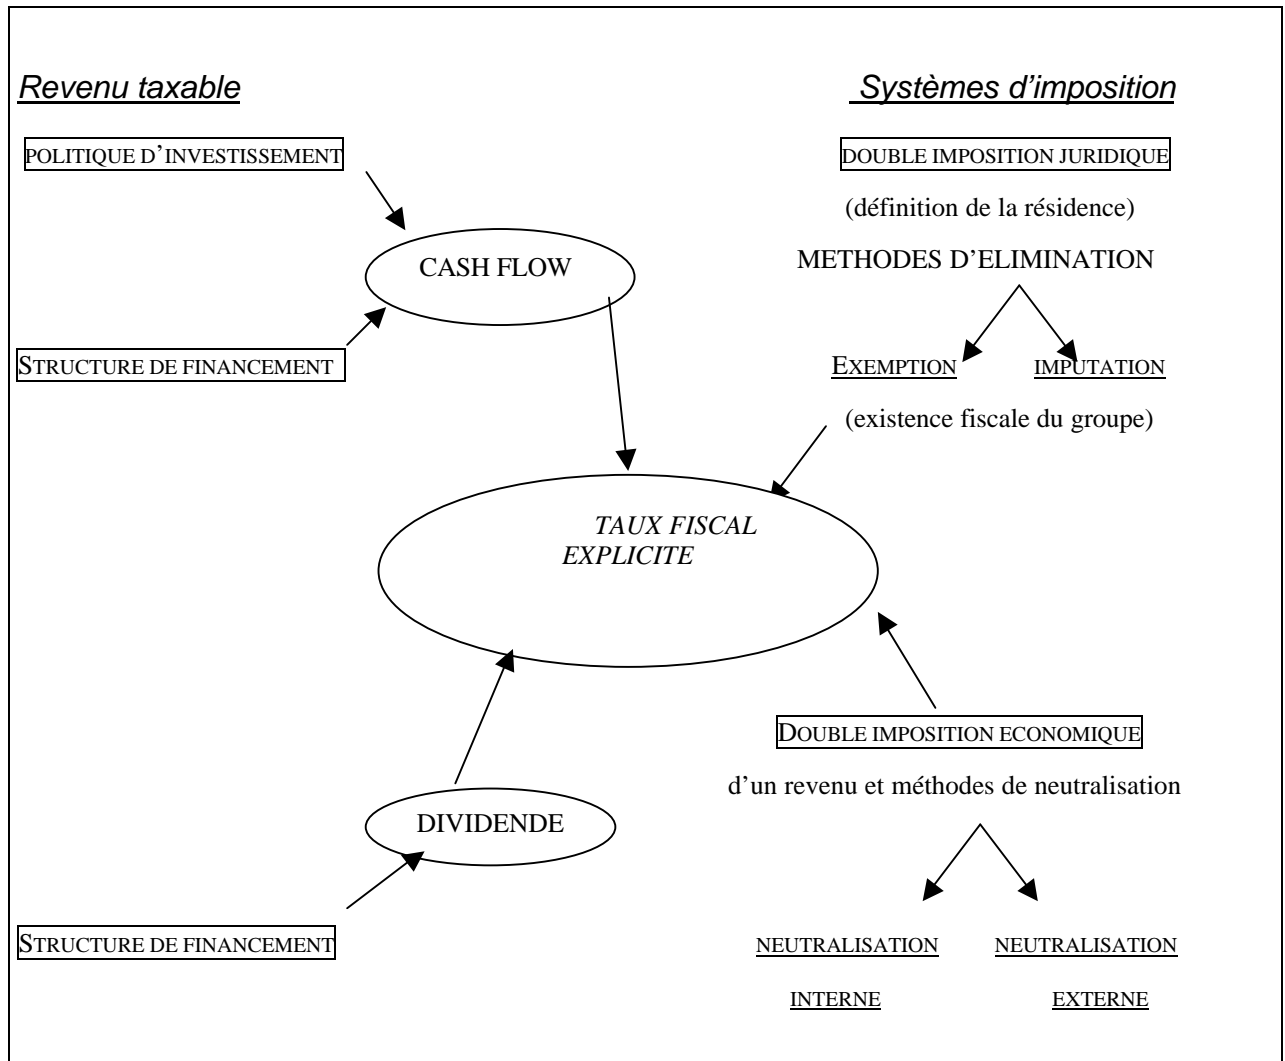 Revenu taxable
Systèmes d'imposition
POLITIQUE D'INVESTISSEMENT
DOUBLE IMPOSITION JURIDIQUE
(définition de la résidence)
CASH FLOW
METHODES D'ELIMINATION
STRUCTURE DE FINANCEMENT
EXEMPTION
IMPUTATION
(existence fiscale du groupe)
TAUX FISCAL
EXPLICITE
DOUBLE IMPOSITION ECONOMIQUE
d'un revenu et méthodes de neutralisation
DIVIDENDE
STRUCTURE DE FINANCEMENT
NEUTRALISATION
INTERNE
NEUTRALISATION
EXTERNE